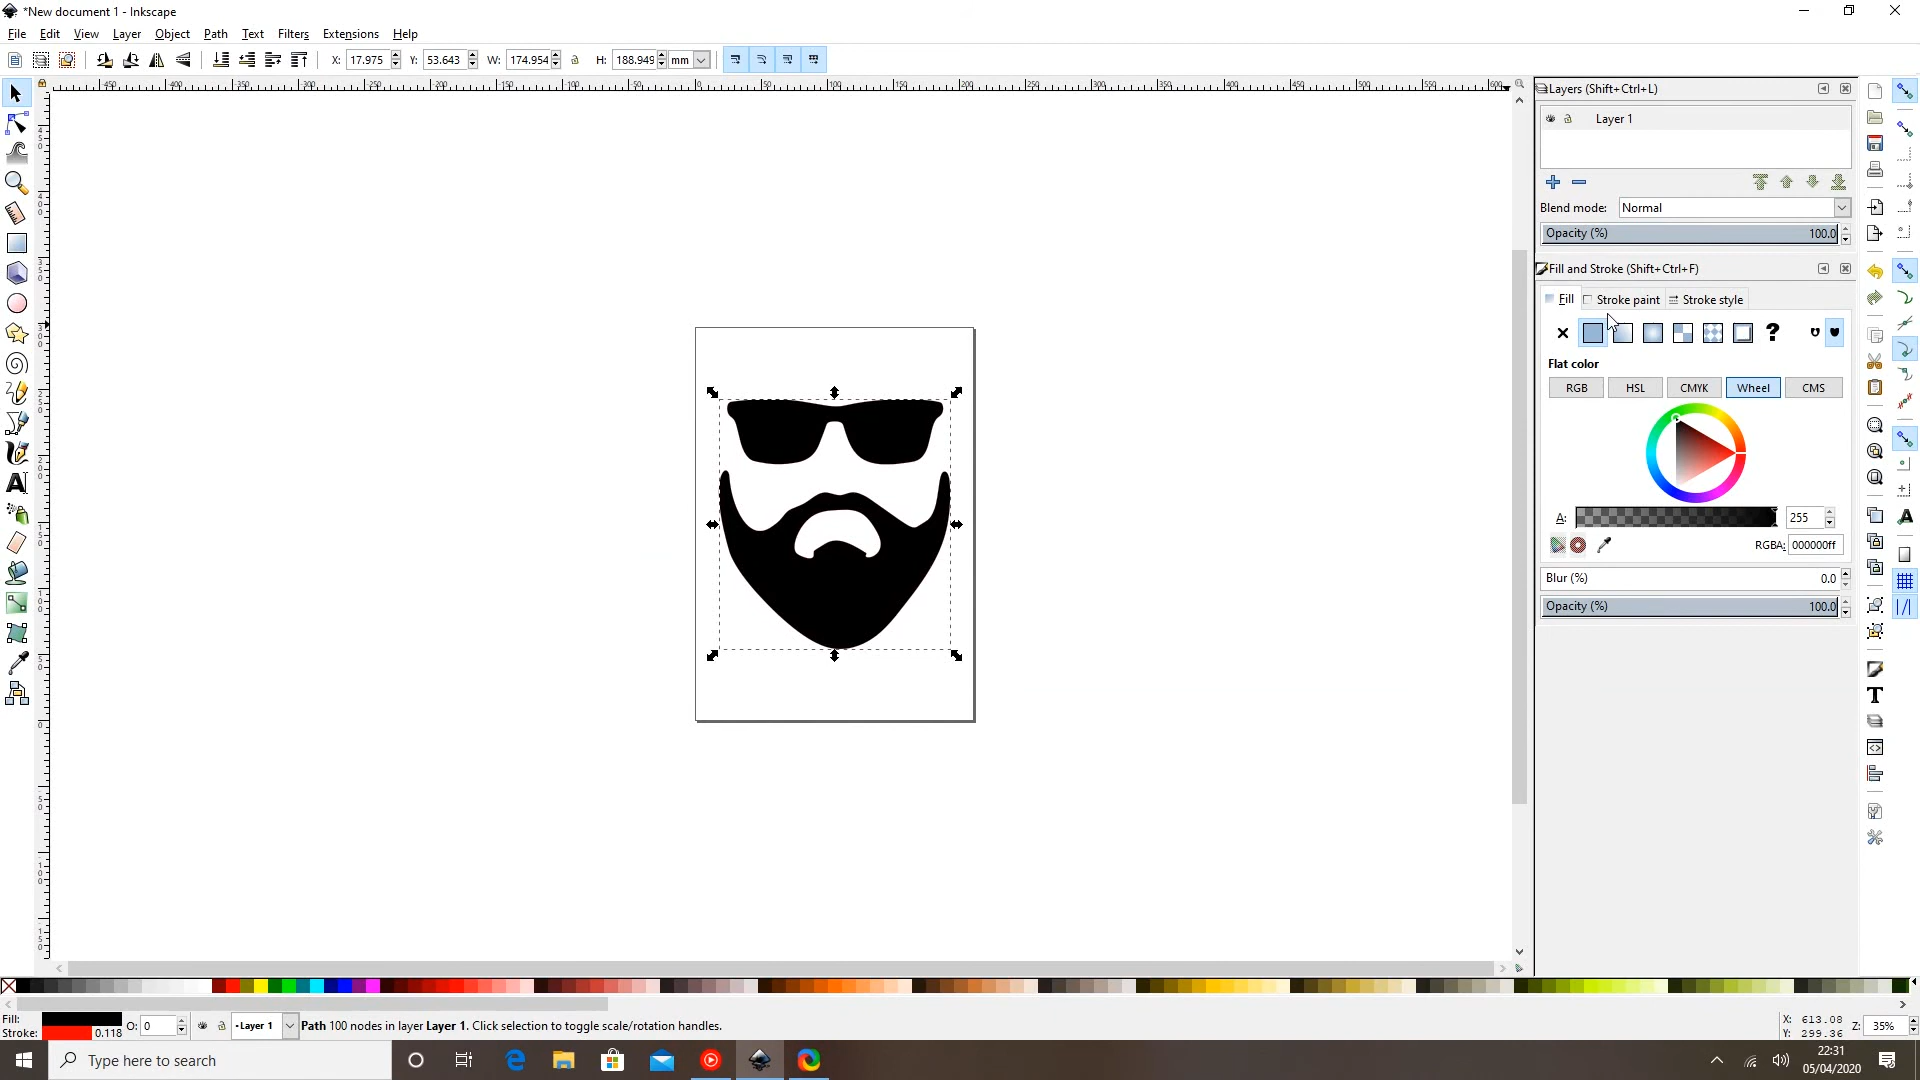 *New document 1 - Inkscape
File Edit View Layer Object Path Text Filters Extensions Help
X: 17.975 Y: 53.643 W: 174.954 H: 188.949 mm
Layers (Shift+Ctrl+L)
Layer 1
Blend mode: Normal
Opacity (%) 100.0
Fill and Stroke (Shift+Ctrl+F)
Fill Stroke paint Stroke style
Flat color
RGB HSL CMYK Wheel CMS
A: 255
RGBA: 000000ff
Blur (%) 0.0
Opacity (%) 100.0
Fill:
Stroke: 0.118 O: 0 •Layer 1 Path 100 nodes in layer Layer 1. Click selection to toggle scale/rotation handles.
X: 613.08
Y: 299.36 Z: 35%
Type here to search
22:31
05/04/2020